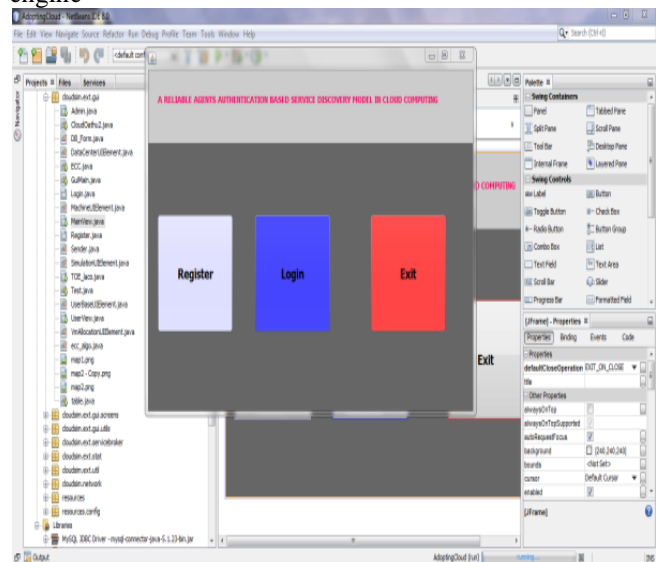 engine
AdoptingCloud - NetBeans IDE 8.0
File Edit View Navigate Source Refactor Run Debug Profile Team Tools Window Help
Search (Ctrl+I)
<default conf
Projects Files Services
Navigator
cloudsim.ext.gui
Admin.java
CloudDethu2.java
DB_Form.java
DataCenterUIElement.java
ECC.java
GuiMain.java
Login.java
MachineUIElement.java
MainView.java
Register.java
Sender.java
SimulationUIElement.java
TOE_Jaco.java
Test.java
UserBaseUIElement.java
UserView.java
VmAllocationUIElement.java
ecc_algo.java
map1.png
map2 - Copy.png
map2.png
table.java
cloudsim.ext.gui.screens
cloudsim.ext.gui.utils
cloudsim.ext.servicebroker
cloudsim.ext.stat
cloudsim.ext.util
cloudsim.network
resources
resources.config
Libraries
MySQL JDBC Driver - mysql-connector-java-5.1.23-bin.jar
A RELIABLE AGENTS AUTHENTICATION BASED SERVICE DISCOVERY MODEL IN CLOUD COMPUTING
Register
Login
Exit
D COMPUTING
Exit
Palette
Swing Containers
Panel Tabbed Pane
Split Pane Scroll Pane
Tool Bar Desktop Pane
Internal Frame Layered Pane
Swing Controls
Label Button
Toggle Button Check Box
Radio Button Button Group
Combo Box List
Text Field Text Area
Scroll Bar Slider
Progress Bar Formatted Field
[JFrame] - Properties
Properties Binding Events Code
Properties
defaultCloseOperation EXIT_ON_CLOSE
title
Other Properties
alwaysOnTop
alwaysOnTopSupported
autoRequestFocus
background [240,240,240]
bounds <Not Set>
cursor Default Cursor
enabled
[JFrame]
Output
AdoptingCloud (run)
running...
INS